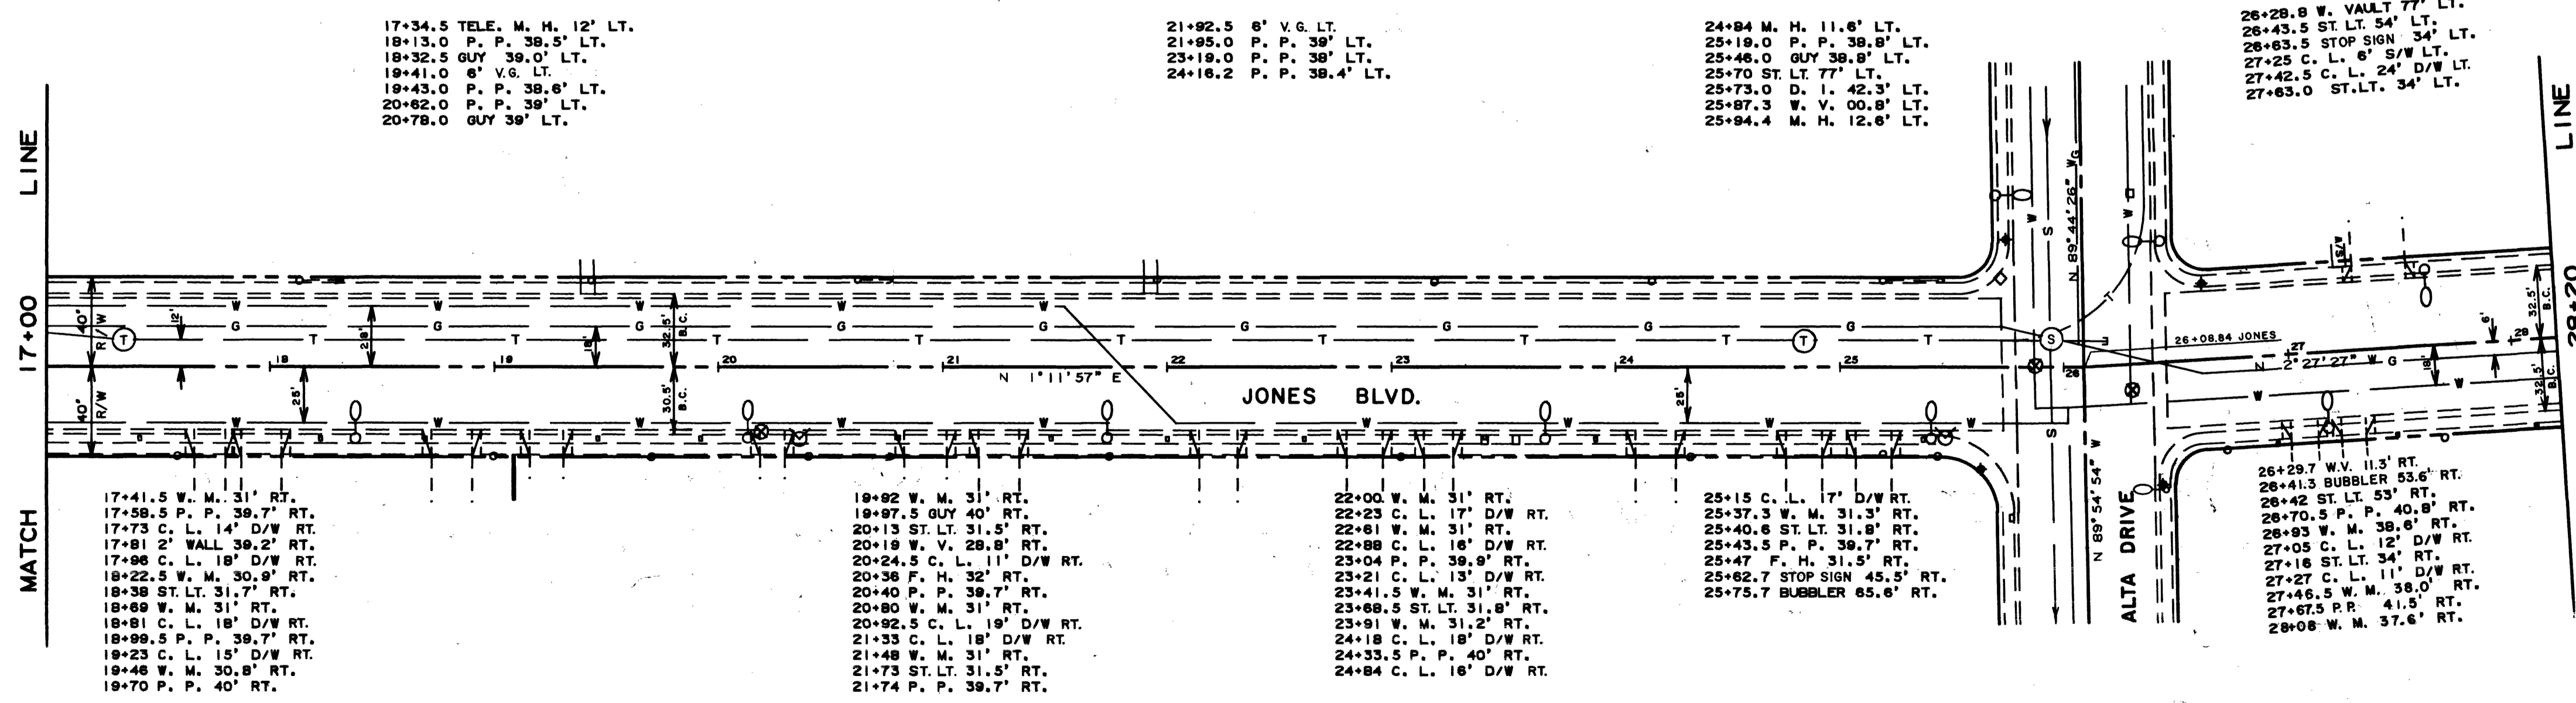 17+34.5 TELE. M. H. 12' LT.
18+13.0 P. P. 38.5' LT.
18+32.5 GUY 39.0' LT.
19+41.0 6' V.G. LT.
19+43.0 P. P. 38.6' LT.
20+62.0 P. P. 39' LT.
20+78.0 GUY 39' LT.
21+92.5 6' V.G. LT.
21+95.0 P. P. 39' LT.
23+19.0 P. P. 38' LT.
24+16.2 P. P. 38.4' LT.
24+84 M. H. 11.6' LT.
25+19.0 P. P. 38.8' LT.
25+46.0 GUY 38.8' LT.
25+70 ST. LT. 77' LT.
25+73.0 D. I. 42.3' LT.
25+87.3 W. V. 00.8' LT.
25+94.4 M. H. 12.6' LT.
26+28.8 W. VAULT 77' LT.
26+43.5 ST. LT. 54' LT.
26+63.5 STOP SIGN 34' LT.
27+25 C. L. 6' S/W LT.
27+42.5 C. L. 24' D/W LT.
27+63.0 ST. LT. 34' LT.
MATCH 17+00 LINE
LINE
28+20
40" R/W
12'
28'
18'
32.5' B.C.
40" R/W
25'
30.5' B.C.
25'
W W W W W
G G G G G G G G G
T T T T T T T T T
18 19 20 21 22 23 24 25 26
N 1° 11' 57" E
JONES BLVD.
W W W W W W W W W
N 89° 44' 26" W
G
W
S
W
T
S
26+08.84 JONES
N 2° 27' 27" W
G
27
28
6'
18'
32.5' B.C.
32.5' B.C.
W
W
S
N 89° 54' 54" W
ALTA DRIVE
17+41.5 W. M. 31' RT.
17+58.5 P. P. 39.7' RT.
17+73 C. L. 14' D/W RT.
17+81 2' WALL 39.2' RT.
17+96 C. L. 18' D/W RT.
18+22.5 W. M. 30.9' RT.
18+38 ST. LT. 31.7' RT.
18+69 W. M. 31' RT.
18+81 C. L. 18' D/W RT.
18+99.5 P. P. 39.7' RT.
19+23 C. L. 15' D/W RT.
19+46 W. M. 30.8' RT.
19+70 P. P. 40' RT.
19+92 W. M. 31' RT.
19+97.5 GUY 40' RT.
20+13 ST. LT. 31.5' RT.
20+19 W. V. 28.8' RT.
20+24.5 C. L. 11' D/W RT.
20+36 F. H. 32' RT.
20+40 P. P. 39.7' RT.
20+80 W. M. 31' RT.
20+92.5 C. L. 19' D/W RT.
21+33 C. L. 18' D/W RT.
21+48 W. M. 31' RT.
21+73 ST. LT. 31.5' RT.
21+74 P. P. 39.7' RT.
22+00 W. M. 31' RT.
22+23 C. L. 17' D/W RT.
22+61 W. M. 31' RT.
22+88 C. L. 16' D/W RT.
23+04 P. P. 39.9' RT.
23+21 C. L. 13' D/W RT.
23+41.5 W. M. 31' RT.
23+68.5 ST. LT. 31.8' RT.
23+91 W. M. 31.2' RT.
24+18 C. L. 18' D/W RT.
24+33.5 P. P. 40' RT.
24+84 C. L. 16' D/W RT.
25+15 C. L. 17' D/W RT.
25+37.3 W. M. 31.3' RT.
25+40.6 ST. LT. 31.8' RT.
25+43.5 P. P. 39.7' RT.
25+47 F. H. 31.5' RT.
25+62.7 STOP SIGN 45.5' RT.
25+75.7 BUBBLER 65.6' RT.
26+29.7 W.V. 11.3' RT.
26+41.3 BUBBLER 53.6' RT.
26+42 ST. LT. 53' RT.
26+70.5 P. P. 40.8' RT.
26+93 W. M. 38.6' RT.
27+05 C. L. 12' D/W RT.
27+16 ST. LT. 34' RT.
27+27 C. L. 11' D/W RT.
27+46.5 W. M. 38.0' RT.
27+67.5 P.P. 41.5' RT.
28+08 W. M. 37.6' RT.